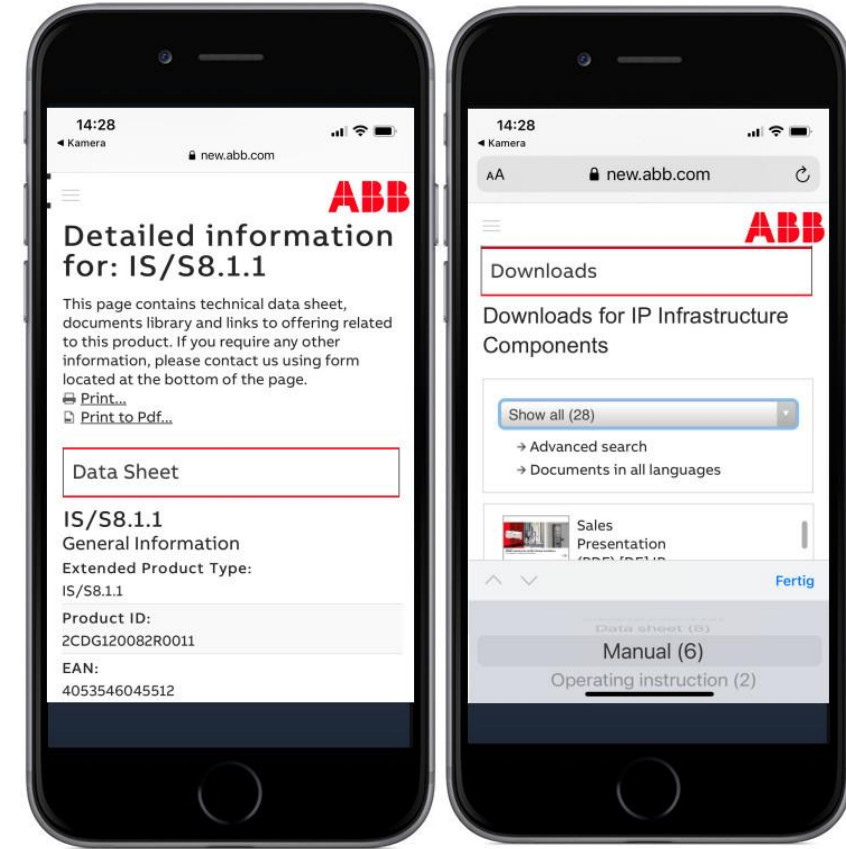 14:28
◀ Kamera
new.abb.com
ABB
Detailed information
for: IS/S8.1.1
This page contains technical data sheet,
documents library and links to offering related
to this product. If you require any other
information, please contact us using form
located at the bottom of the page.
Print...
Print to Pdf...
Data Sheet
IS/S8.1.1
General Information
Extended Product Type:
IS/S8.1.1
Product ID:
2CDG120082R0011
EAN:
4053546045512
14:28
◀ Kamera
AA
new.abb.com
ABB
Downloads
Downloads for IP Infrastructure
Components
Show all (28)
→ Advanced search
→ Documents in all languages
Sales
Presentation
Fertig
Data sheet (8)
Manual (6)
Operating instruction (2)